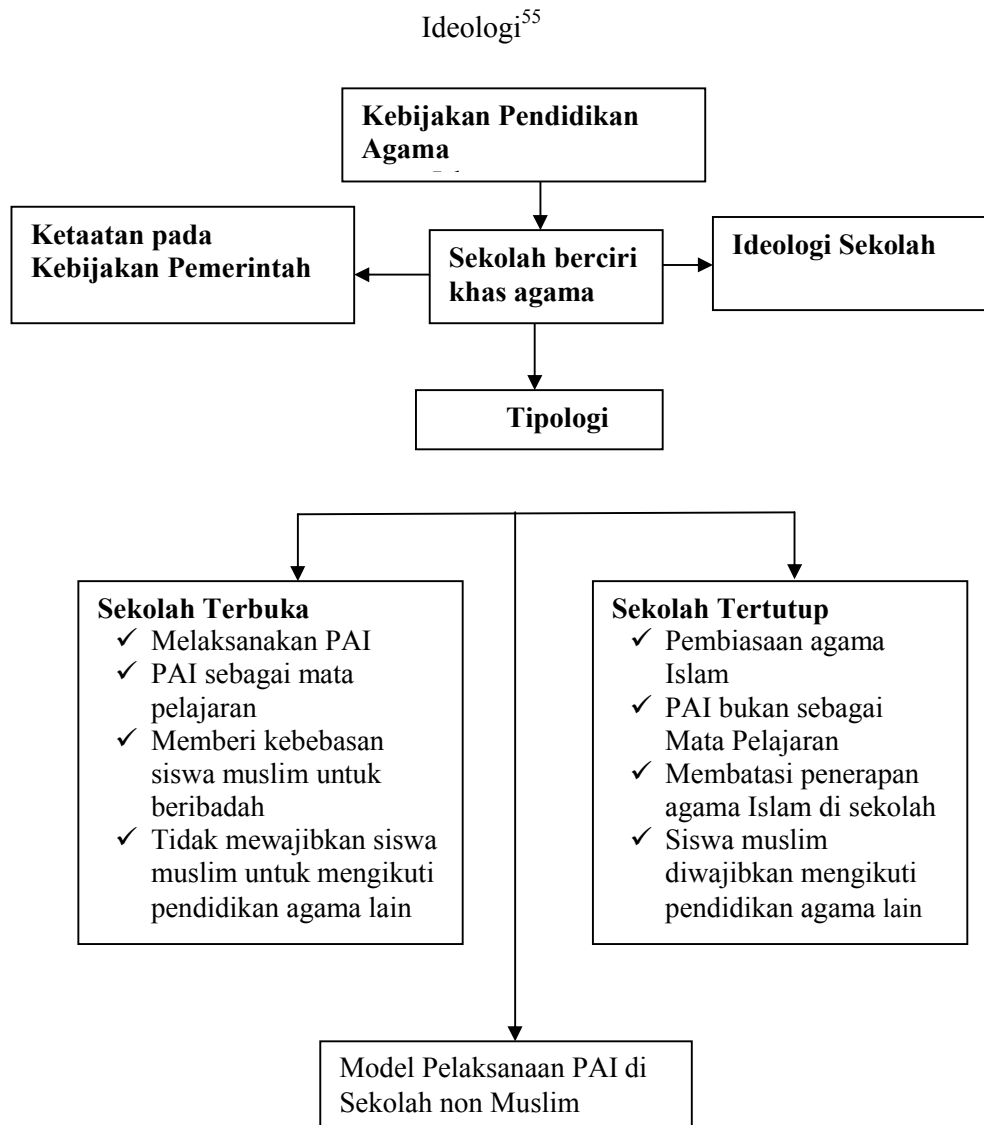 Ideologi⁵⁵
Kebijakan Pendidikan
Agama
Ketaatan pada
Kebijakan Pemerintah
Sekolah berciri
khas agama
Ideologi Sekolah
Tipologi
Sekolah Terbuka
✓ Melaksanakan PAI
✓ PAI sebagai mata
pelajaran
✓ Memberi kebebasan
siswa muslim untuk
beribadah
✓ Tidak mewajibkan siswa
muslim untuk mengikuti
pendidikan agama lain
Sekolah Tertutup
✓ Pembiasaan agama
Islam
✓ PAI bukan sebagai
Mata Pelajaran
✓ Membatasi penerapan
agama Islam di sekolah
✓ Siswa muslim
diwajibkan mengikuti
pendidikan agama lain
Model Pelaksanaan PAI di
Sekolah non Muslim